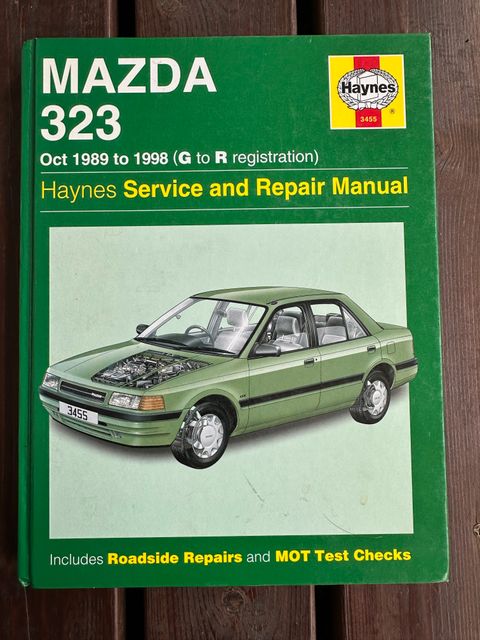 MAZDA
323
Oct 1989 to 1998 (G to R registration)
Haynes
3455
®
Haynes Service and Repair Manual
3455
Includes Roadside Repairs and MOT Test Checks